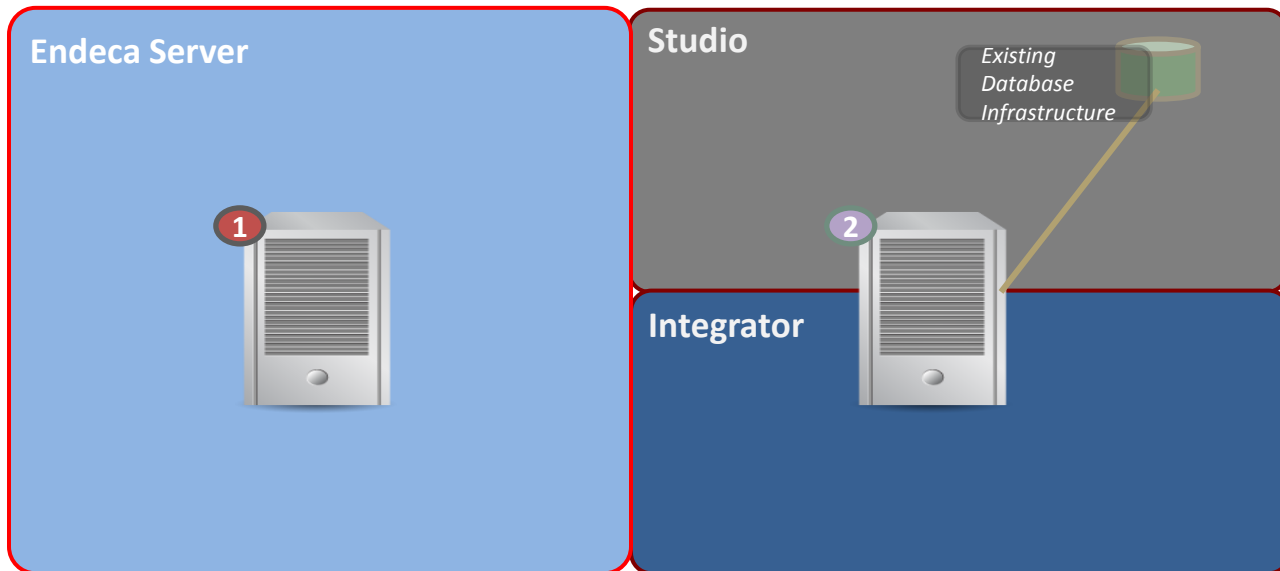 Endeca Server
Studio
Existing
Database
Infrastructure
1
2
Integrator